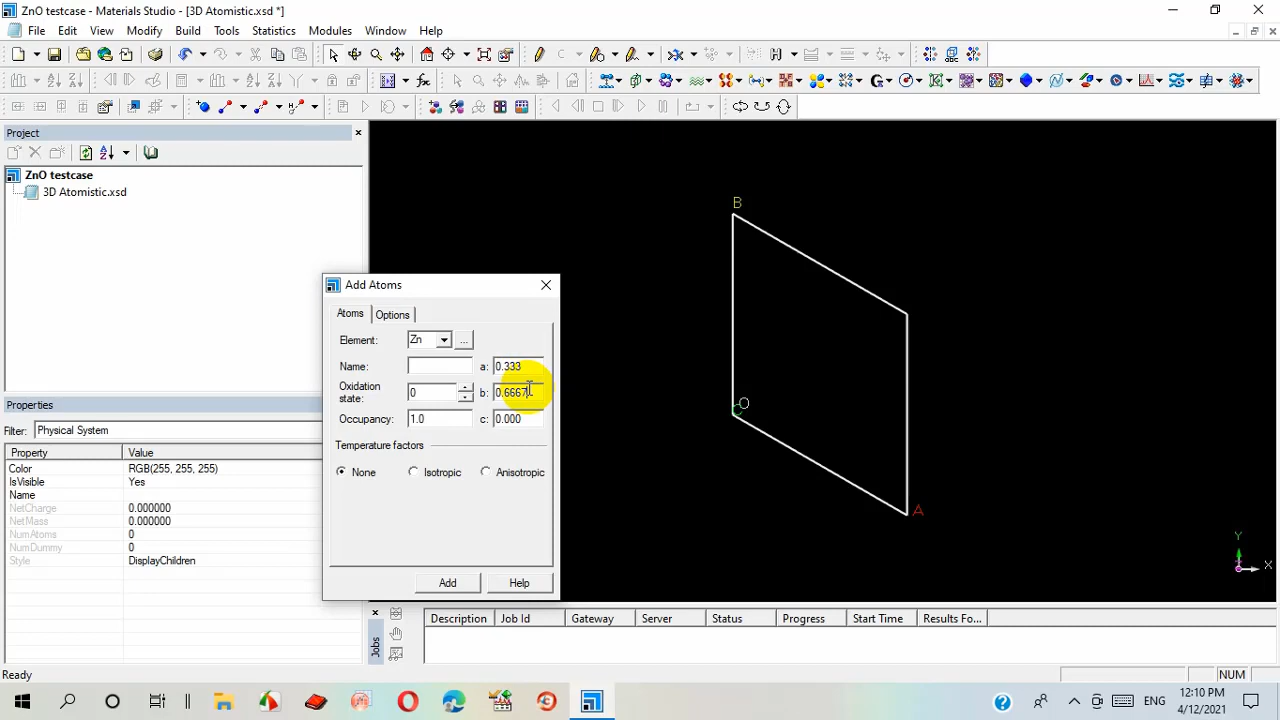 ZnO testcase - Materials Studio - [3D Atomistic.xsd *]
File Edit View Modify Build Tools Statistics Modules Window Help
Project
ZnO testcase
3D Atomistic.xsd
B
O
C
A
Y
X
Add Atoms
Atoms Options
Element: Zn ...
Name: a: 0.333
Oxidation state: 0 b: 0.6667
Occupancy: 1.0 c: 0.000
Temperature factors
None Isotropic Anisotropic
Add Help
Properties
Filter: Physical System
Property Value
Color RGB(255, 255, 255)
IsVisible Yes
Name
NetCharge 0.000000
NetMass 0.000000
NumAtoms 0
NumDummy 0
Style DisplayChildren
Jobs
Description Job Id Gateway Server Status Progress Start Time Results Fo...
Ready NUM
ENG 12:10 PM
4/12/2021